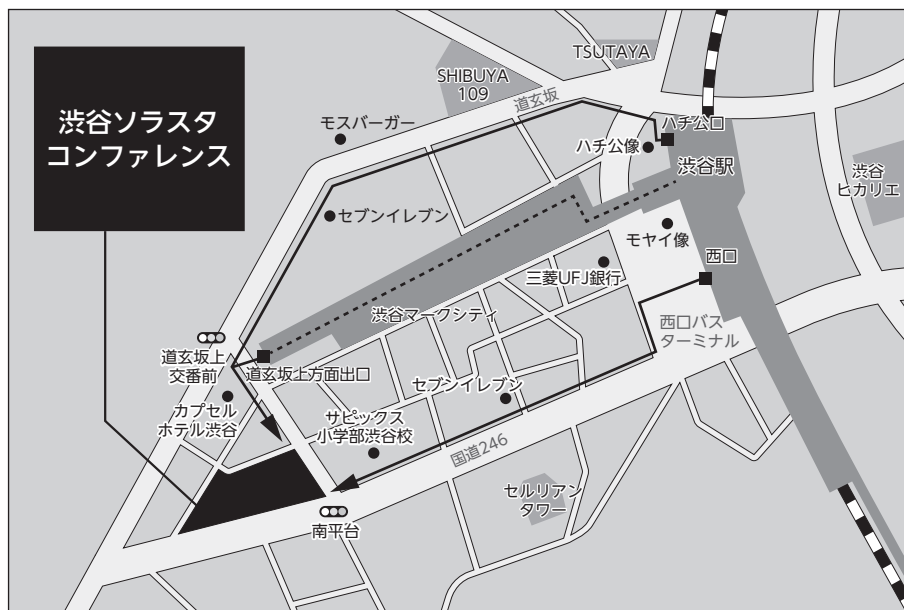 渋谷ソラスタ
コンファレンス
TSUTAYA
SHIBUYA
109
道玄坂
モスバーガー
ハチ公口
ハチ公像
渋谷駅
渋谷
ヒカリエ
セブンイレブン
モヤイ像
西口
三菱UFJ銀行
渋谷マークシティ
西口バス
ターミナル
道玄坂上
交番前
道玄坂上方面出口
セブンイレブン
カプセル
ホテル渋谷
サピックス
小学部渋谷校
国道246
セルリアン
タワー
南平台